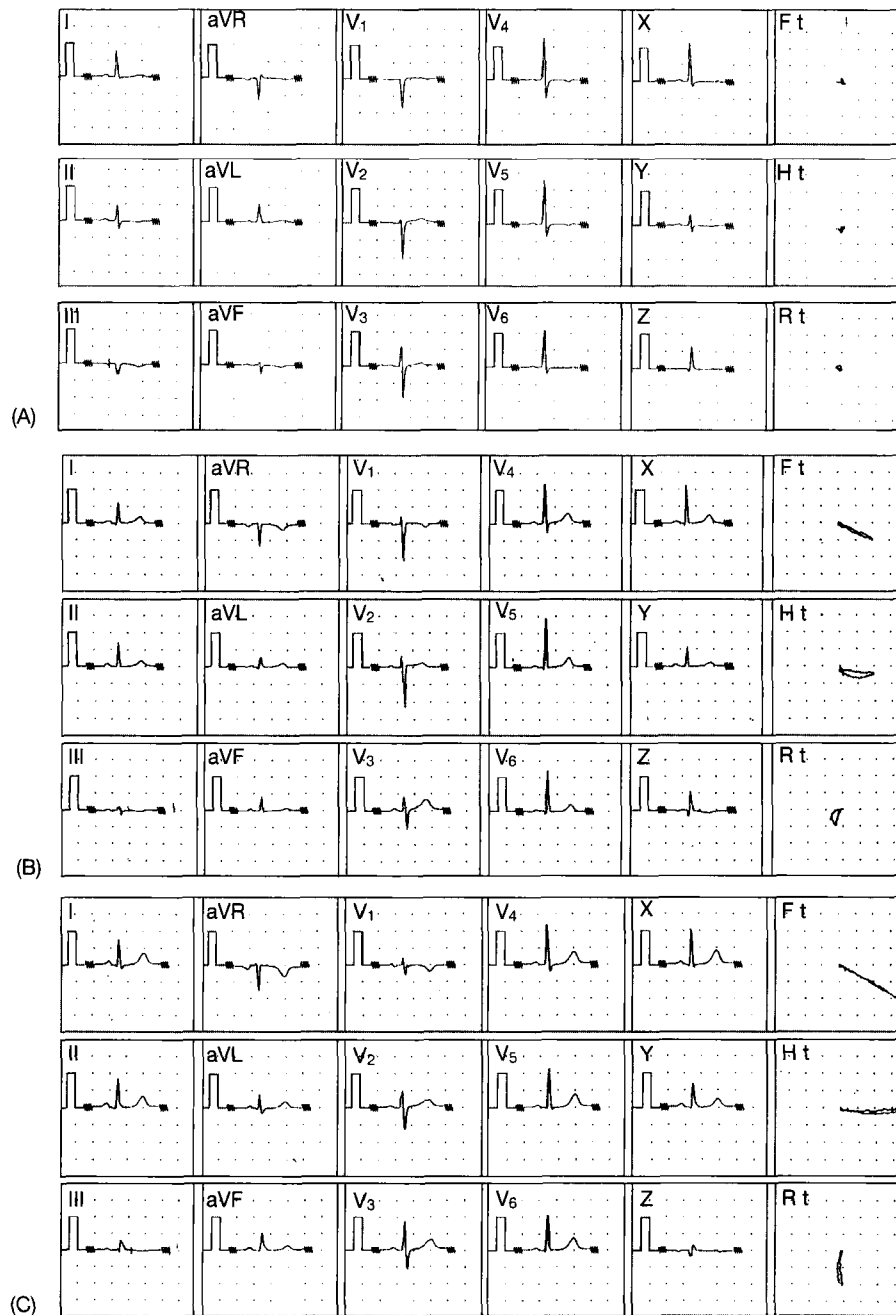 I aVR V₁ V₄ X F t
II aVL V₂ V₅ Y H t
III aVF V₃ V₆ Z R t
(A)
I aVR V₁ V₄ X F t
II aVL V₂ V₅ Y H t
III aVF V₃ V₆ Z R t
(B)
I aVR V₁ V₄ X F t
II aVL V₂ V₅ Y H t
III aVF V₃ V₆ Z R t
(C)